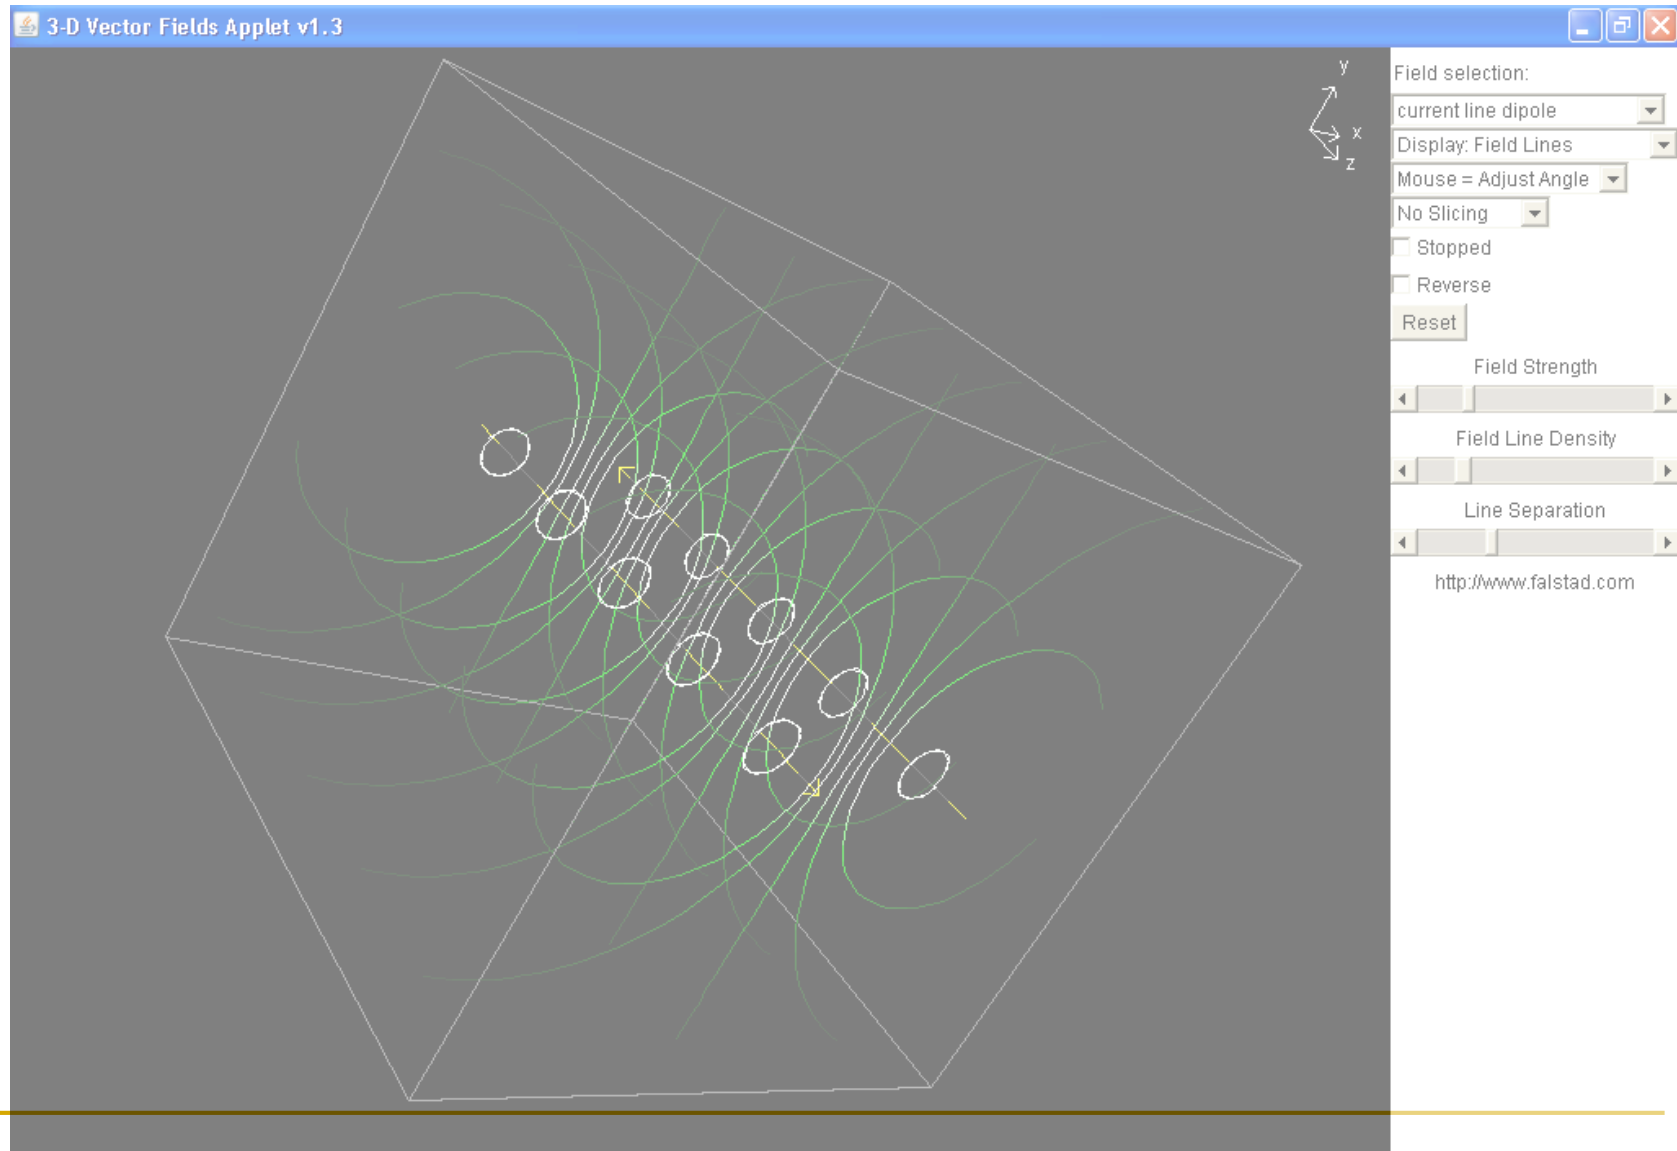 3-D Vector Fields Applet v1.3
y
x
z
Field selection:
current line dipole
Display: Field Lines
Mouse = Adjust Angle
No Slicing
Stopped
Reverse
Reset
Field Strength
Field Line Density
Line Separation
http://www.falstad.com